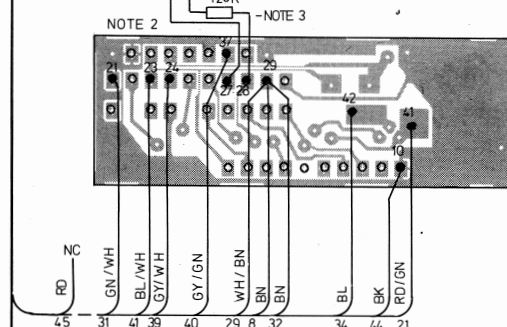 120R
NOTE 2
-NOTE 3
37
21 23 24 29
27 28
42
41
10
NC
RD GN/WH BL/WH GY/WH GY/GN WH/BN BN BN BL BK RD/GN
45 31 41 39 40 29 8 32 34 44 21